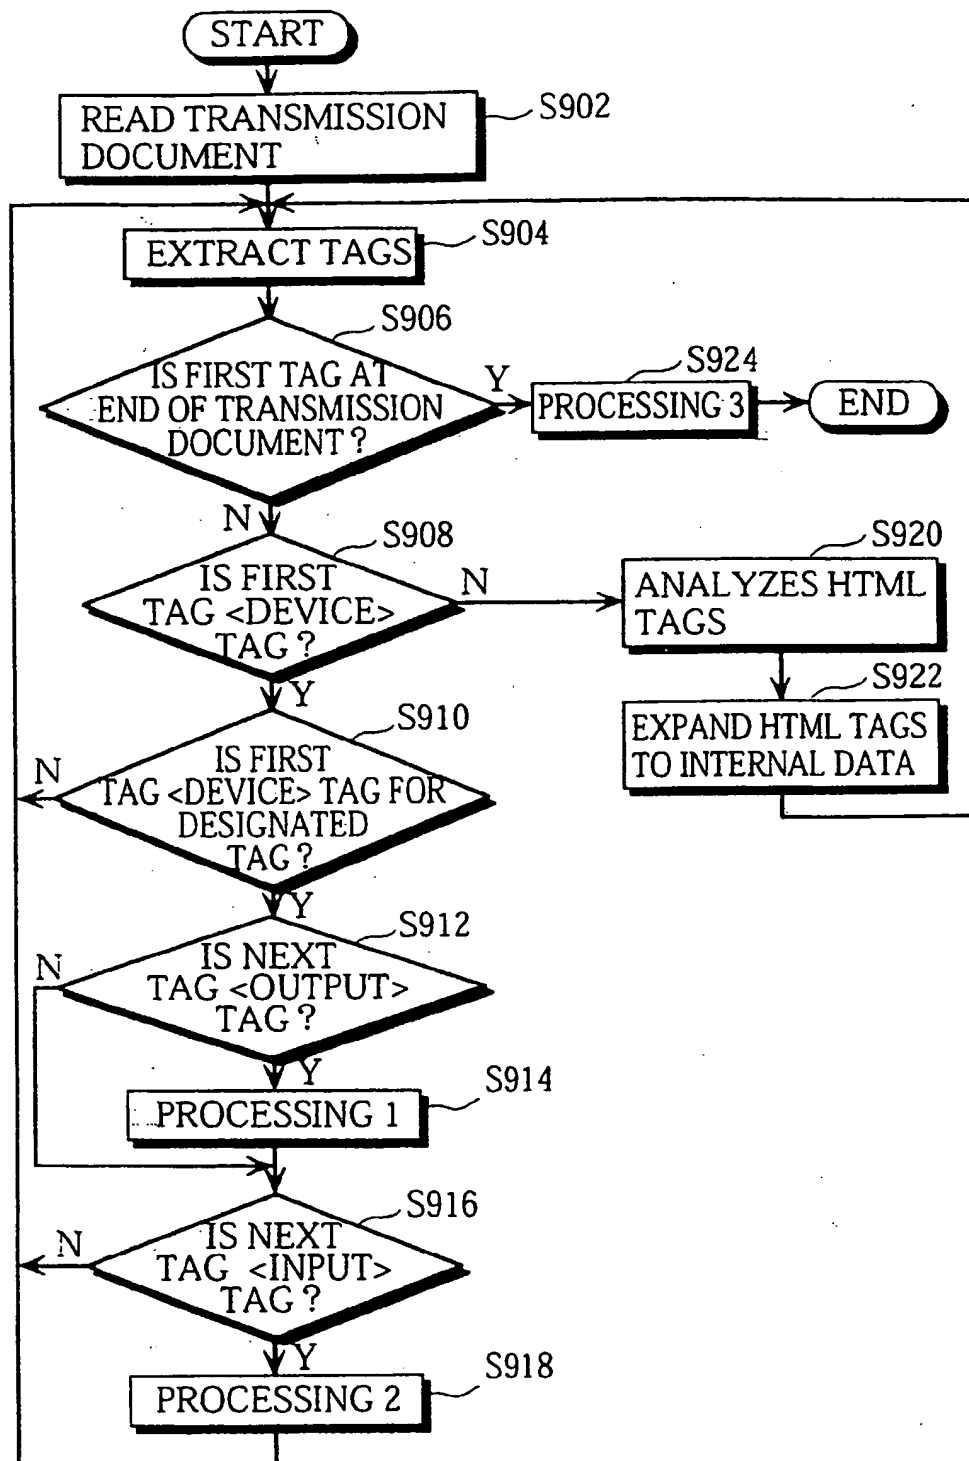 START
READ TRANSMISSION
DOCUMENT
S902
EXTRACT TAGS
S904
S906
IS FIRST TAG AT
END OF TRANSMISSION
DOCUMENT?
Y
S924
PROCESSING 3
END
N
S908
IS FIRST
TAG <DEVICE>
TAG?
N
S920
ANALYZES HTML
TAGS
S922
EXPAND HTML TAGS
TO INTERNAL DATA
Y
S910
IS FIRST
TAG <DEVICE> TAG FOR
DESIGNATED
TAG?
N
Y
S912
IS NEXT
TAG <OUTPUT>
TAG?
N
Y
S914
PROCESSING 1
S916
IS NEXT
TAG <INPUT>
TAG?
N
Y
S918
PROCESSING 2